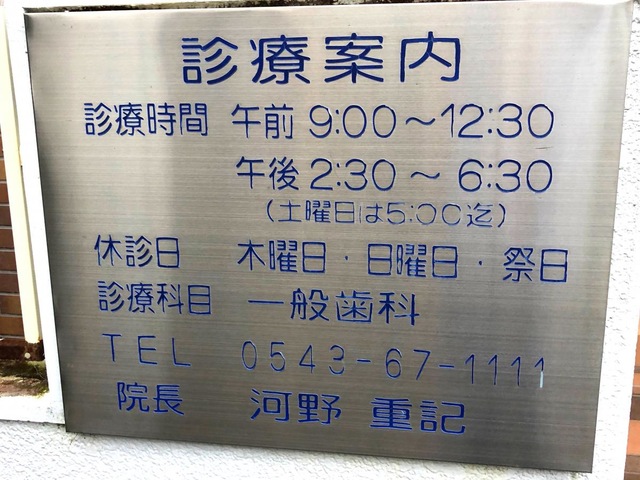 診療案内
診療時間 午前 9:00〜12:30
午後 2:30 〜 6:30
(土曜日は5:00迄)
休診日 木曜日・日曜日・祭日
診療科目 一般歯科
TEL 0543-67-1111
院長 河野 重記